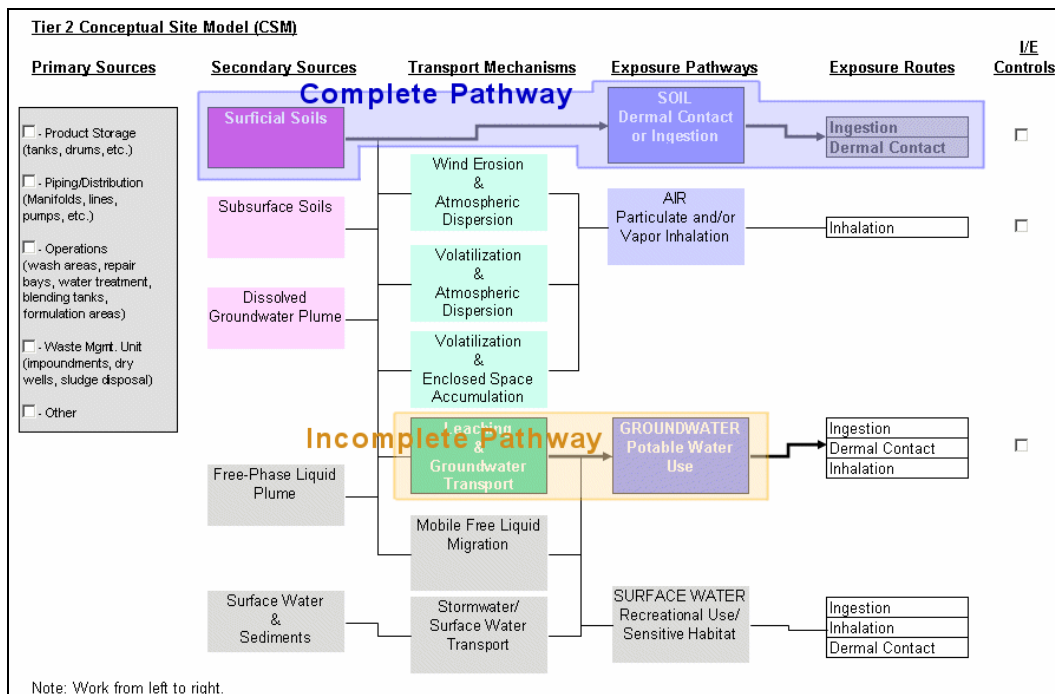 Tier 2 Conceptual Site Model (CSM)
I/E
Primary Sources Secondary Sources Transport Mechanisms Exposure Pathways Exposure Routes Controls
Complete Pathway
- Product Storage
(tanks, drums, etc.)
- Piping/Distribution
(Manifolds, lines,
pumps, etc.)
- Operations
(wash areas, repair
bays, water treatment,
blending tanks,
formulation areas)
- Waste Mgmt. Unit
(impoundments, dry
wells, sludge disposal)
- Other
Surficial Soils
Subsurface Soils
Dissolved
Groundwater Plume
Free-Phase Liquid
Plume
Surface Water
&
Sediments
Wind Erosion
&
Atmospheric
Dispersion
Volatilization
&
Atmospheric
Dispersion
Volatilization
&
Enclosed Space
Accumulation
Incomplete Pathway
Leaching
&
Groundwater
Transport
Mobile Free Liquid
Migration
Stormwater/
Surface Water
Transport
SOIL
Dermal Contact
or Ingestion
AIR
Particulate and/or
Vapor Inhalation
GROUNDWATER
Potable Water
Use
SURFACE WATER
Recreational Use/
Sensitive Habitat
Ingestion
Dermal Contact
Inhalation
Ingestion
Dermal Contact
Inhalation
Ingestion
Inhalation
Dermal Contact
Note: Work from left to right.